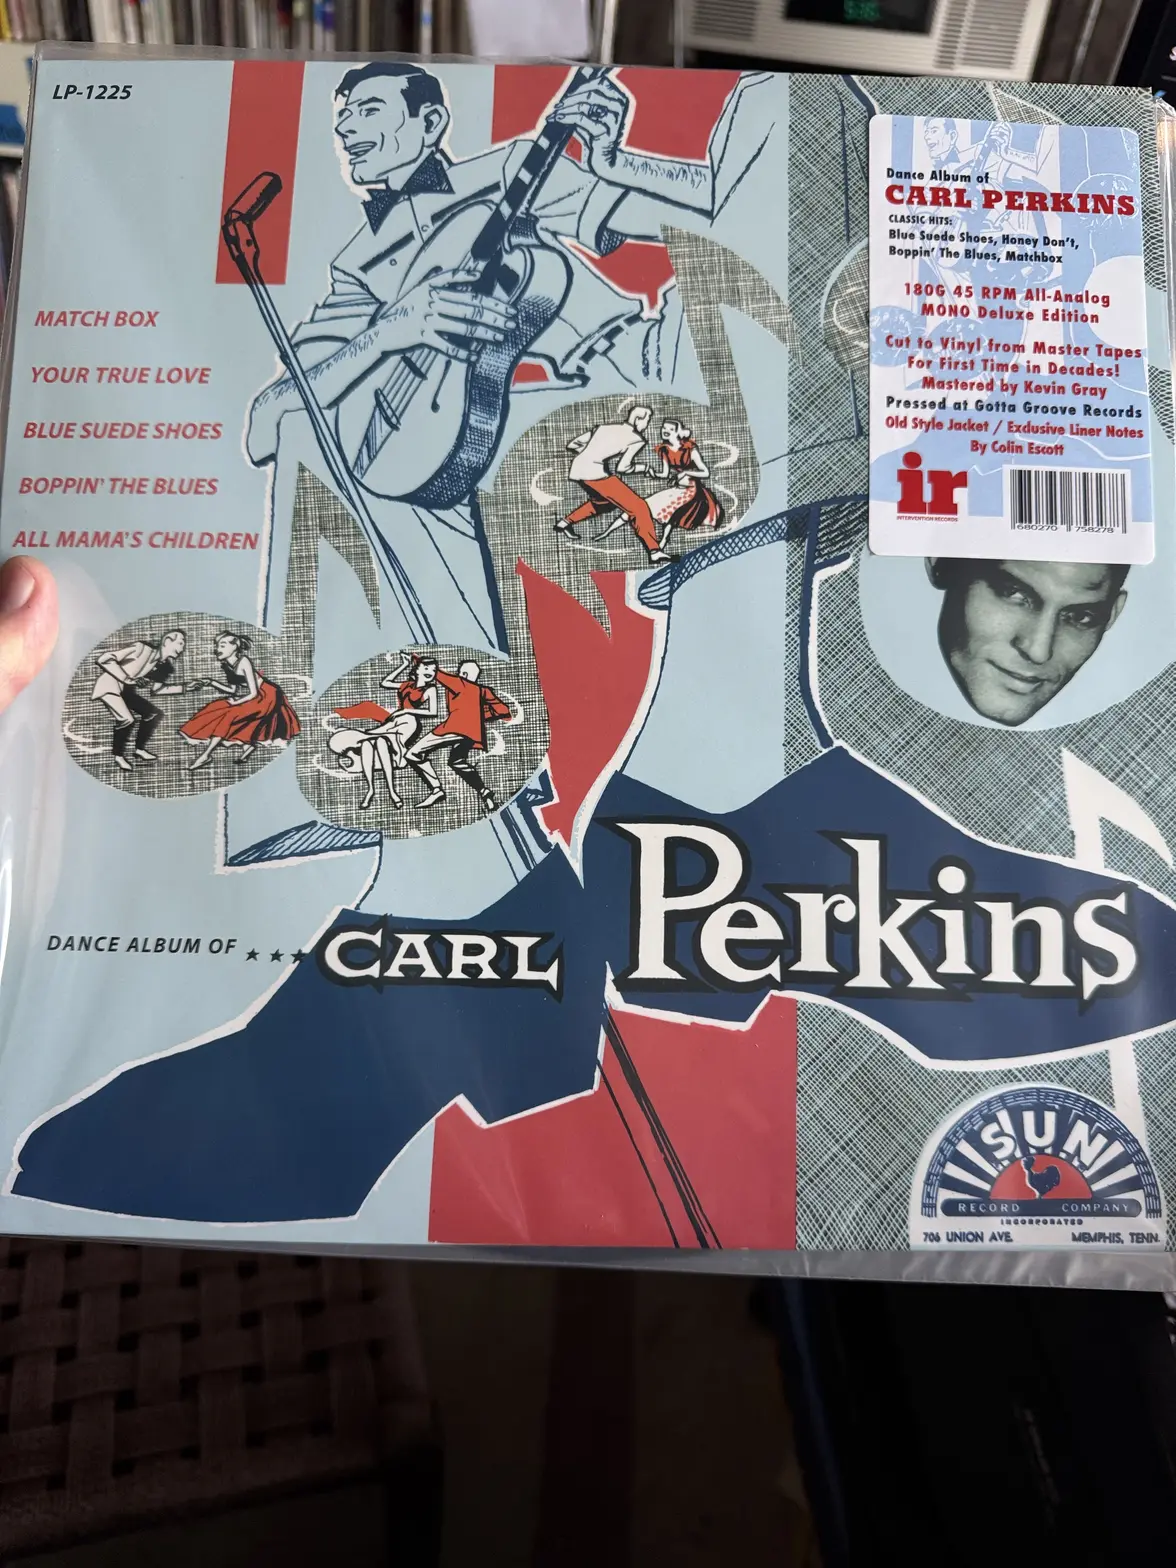 LP-1225
MATCH BOX
YOUR TRUE LOVE
BLUE SUEDE SHOES
BOPPIN' THE BLUES
ALL MAMA'S CHILDREN
Dance Album of
CARL PERKINS
CLASSIC HITS:
Blue Suede Shoes, Honey Don't,
Boppin' The Blues, Matchbox
180G 45 RPM All-Analog
MONO Deluxe Edition
Cut to Vinyl from Master Tapes
For First Time in Decades!
Mastered by Kevin Gray
Pressed at Gotta Groove Records
Old Style Jacket / Exclusive Liner Notes
By Colin Escott
ir
INTERVENTION RECORDS
680276 758278
DANCE ALBUM OF ★★★★ CARL Perkins
SUN
RECORD COMPANY
INCORPORATED
706 UNION AVE. MEMPHIS, TENN.